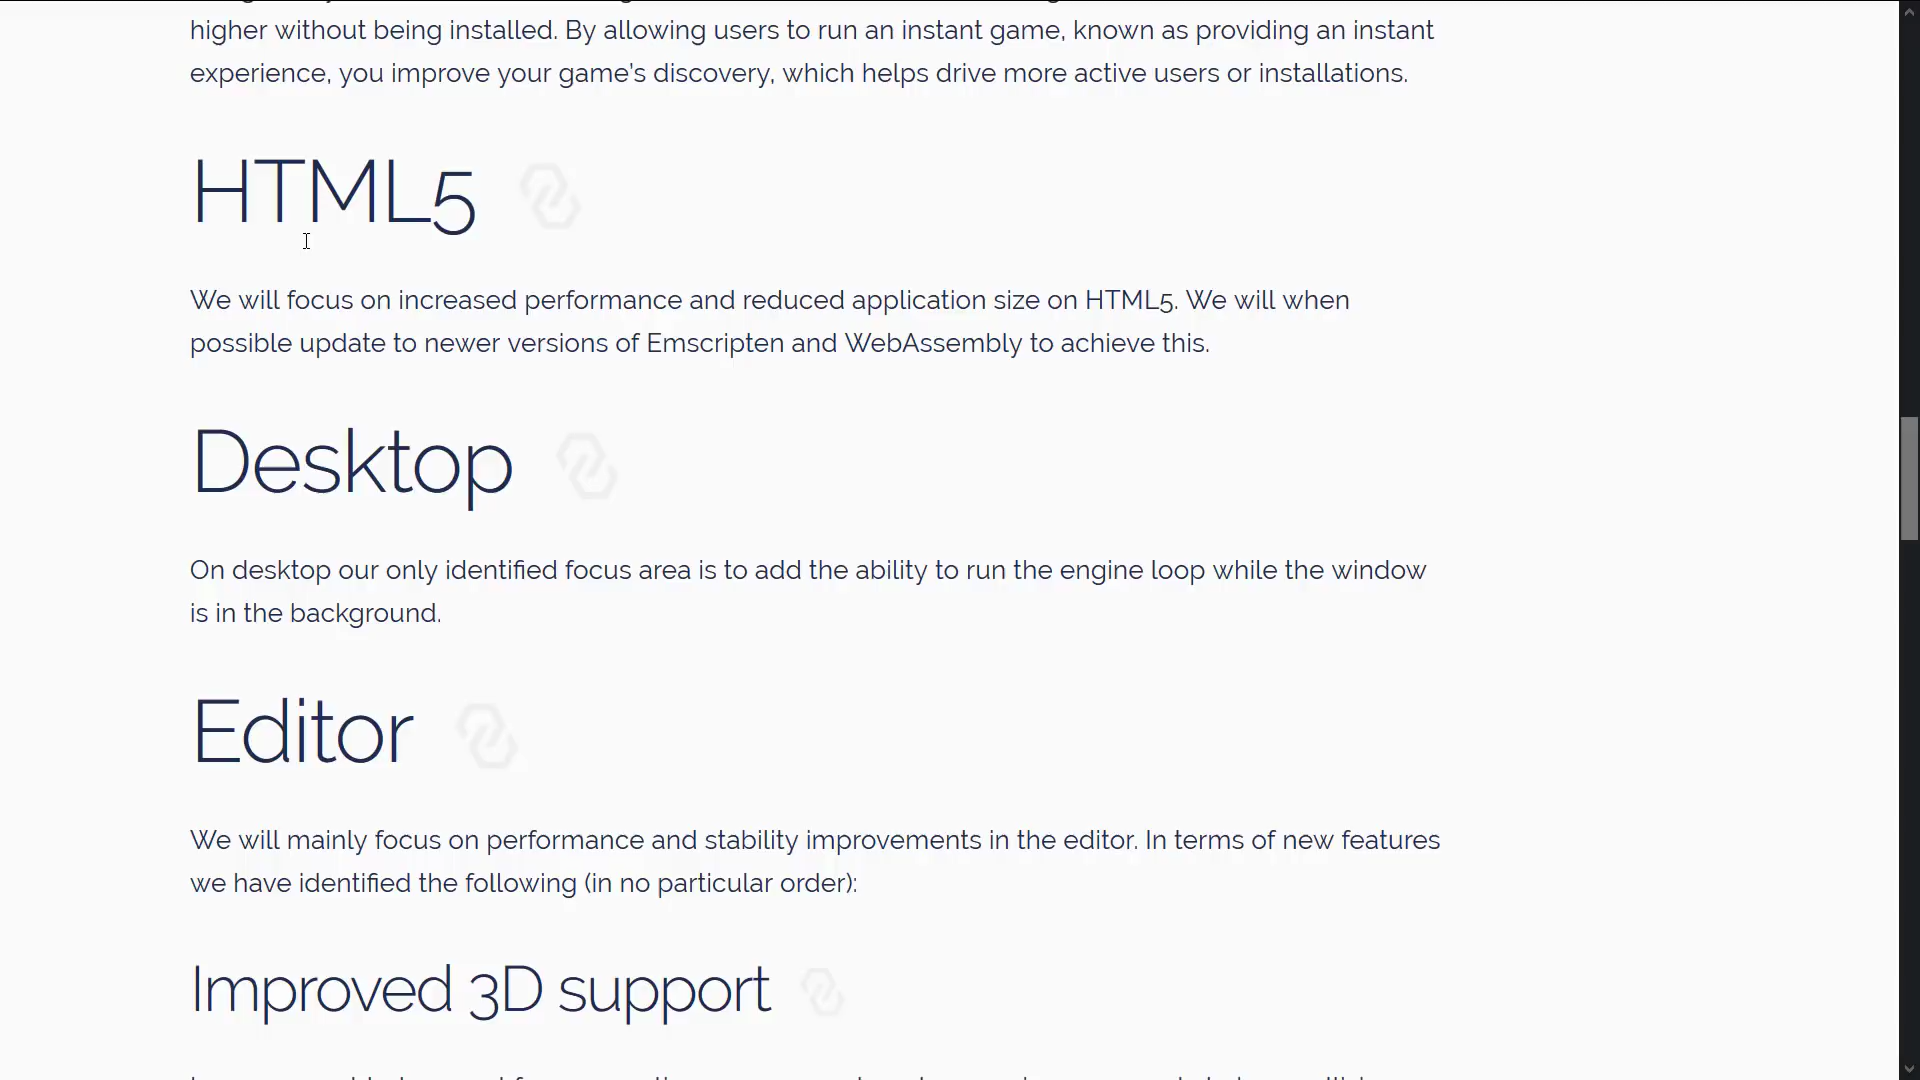 higher without being installed. By allowing users to run an instant game, known as providing an instant
experience, you improve your game’s discovery, which helps drive more active users or installations.
HTML5
We will focus on increased performance and reduced application size on HTML5. We will when
possible update to newer versions of Emscripten and WebAssembly to achieve this.
Desktop
On desktop our only identified focus area is to add the ability to run the engine loop while the window
is in the background.
Editor
We will mainly focus on performance and stability improvements in the editor. In terms of new features
we have identified the following (in no particular order):
Improved 3D support